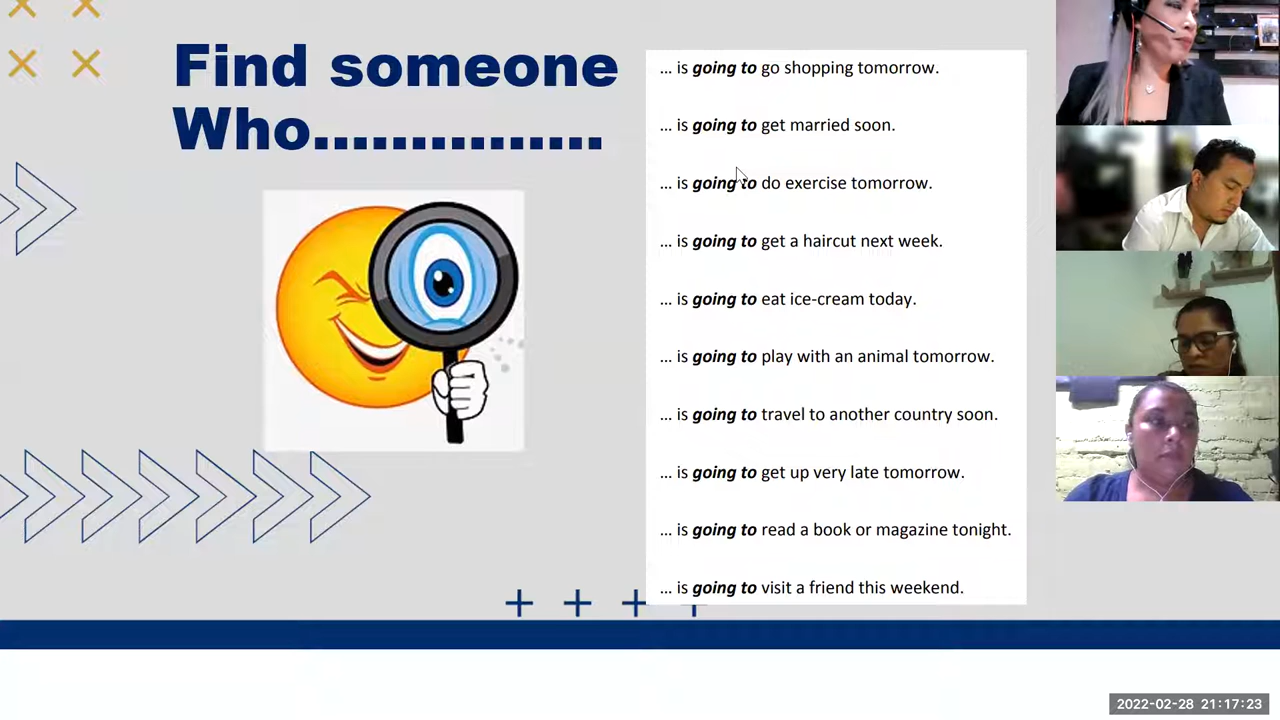 Find someone
Who..............
... is going to go shopping tomorrow.
... is going to get married soon.
... is going to do exercise tomorrow.
... is going to get a haircut next week.
... is going to eat ice-cream today.
... is going to play with an animal tomorrow.
... is going to travel to another country soon.
... is going to get up very late tomorrow.
... is going to read a book or magazine tonight.
... is going to visit a friend this weekend.
2022-02-28 21:17:23